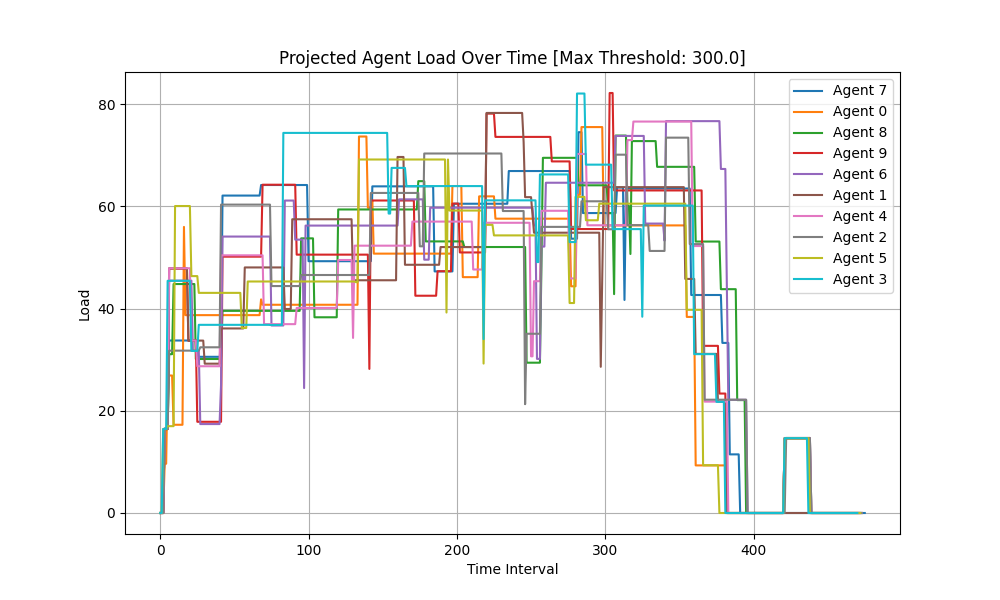 Projected Agent Load Over Time [Max Threshold: 300.0]
Load
80
60
40
20
0
0 100 200 300 400
Time Interval
Agent 7
Agent 0
Agent 8
Agent 9
Agent 6
Agent 1
Agent 4
Agent 2
Agent 5
Agent 3